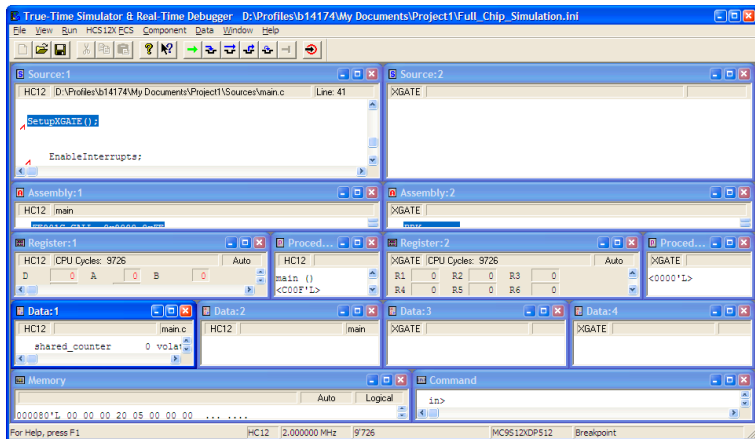 True-Time Simulator & Real-Time Debugger D:\Profiles\b14174\My Documents\Project1\Full_Chip_Simulation.ini
File View Run HCS12X FCS Component Data Window Help
Source:1
HC12 D:\Profiles\b14174\My Documents\Project1\Sources\main.c Line: 41
SetupXGATE();
EnableInterrupts;
Source:2
XGATE
Assembly:1
HC12 main
Assembly:2
XGATE
Register:1
HC12 CPU Cycles: 9726 Auto
D 0 A 0 B 0
Proced...
HC12
main ()
<C00F'L>
Register:2
XGATE CPU Cycles: 9726 Auto
R1 0 R2 0 R3 0
R4 0 R5 0 R6 0
Proced...
XGATE
<0000'L>
Data:1
HC12 main.c
shared_counter 0 vola
Data:2
HC12 main
Data:3
XGATE
Data:4
XGATE
Memory
Auto Logical
000080'L 00 00 00 20 05 00 00 00 ... ....
Command
in>
For Help, press F1 HC12 2.000000 MHz 9'726 MC9S12XDP512 Breakpoint